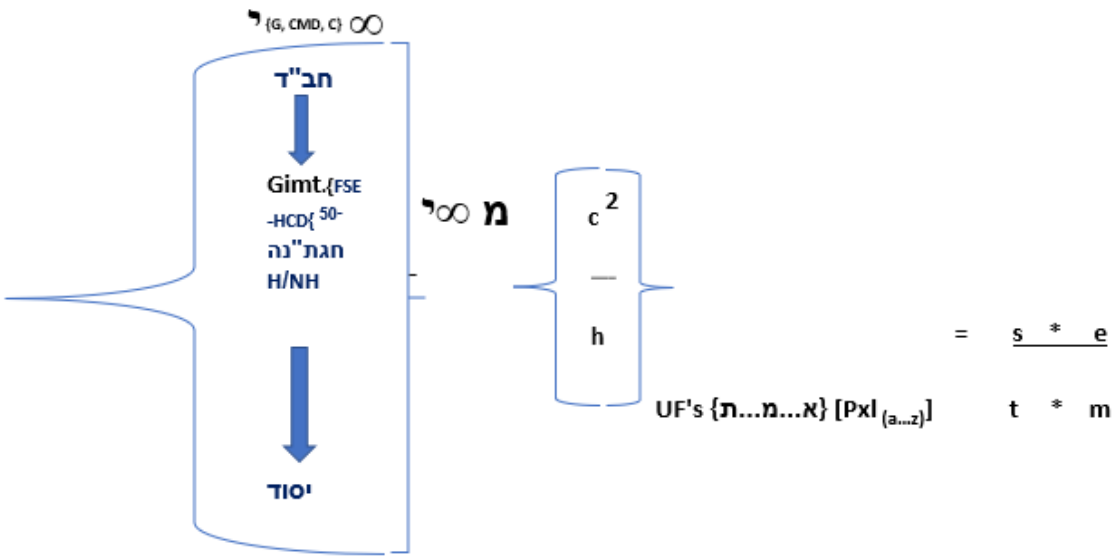 י {G, CMD, C} ∞
חב"ד
Gimt.{FSE
-HCD{ 50-
חגת"נה
H/NH
יסוד
י∞ מ
c 2
—
h
= s * e
UF's {א...מ...ת} [Pxl (a...z)] t * m